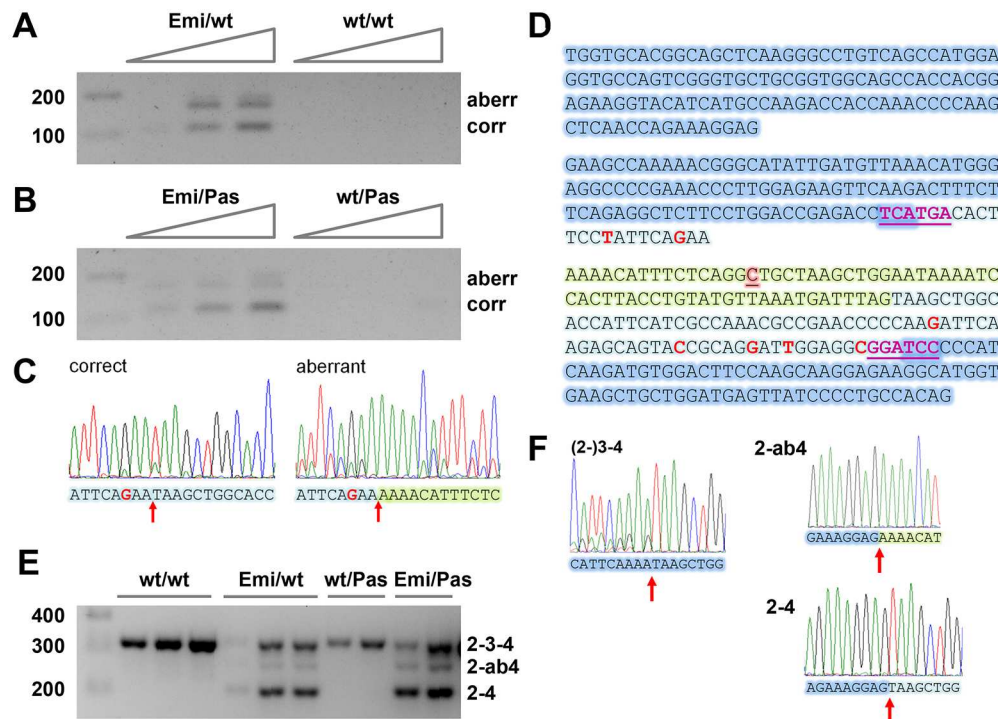 A
Emi/wt
wt/wt
200
100
aberr
corr
B
Emi/Pas
wt/Pas
200
100
aberr
corr
C
correct
aberrant
ATTCAGAATAAGCTGGCACC
ATTCAGAAAAAACATTTCTC
D
TGGTGCACGGCAGCTCAAGGGCCTGTCAGCCATGGA
GGTGCCAGTCGGGTGCTGCGGTGGCAGCCACCACGG
AGAAGGTACATCATGCCAAGACCACCAAACCCCAAG
CTCAACCAGAAAGGAG
GAAGCCAAAAACGGGCATATTGATGTTAAACATGGG
AGGCCCCGAAACCCTTGGAGAAGTTCAAGACTTTCT
TCAGAGGCTCTTCCTGGACCGAGACCTCATGACACT
TCCTATTCAGAA
AAAACATTTCTCAGGCTGCTAAGCTGGAATAAAATC
CACTTACCTGTATGTTAAATGATTTAGTAAGCTGGC
ACCATTCATCGCCAAACGCCGAACCCCCAAGATTCA
AGAGCAGTACCGCAGGATTGGAGGCGGATCCCCCAT
CAAGATGTGGACTTCCAAGCAAGGAGAAGGCATGGT
GAAGCTGCTGGATGAGTTATCCCCTGCCACAG
E
wt/wt
Emi/wt
wt/Pas
Emi/Pas
400
300
200
2-3-4
2-ab4
2-4
F
(2-)3-4
CATTCAAAATAAGCTGG
2-ab4
GAAAGGAGAAAACAT
2-4
AGAAAGGAGTAAGCTGG